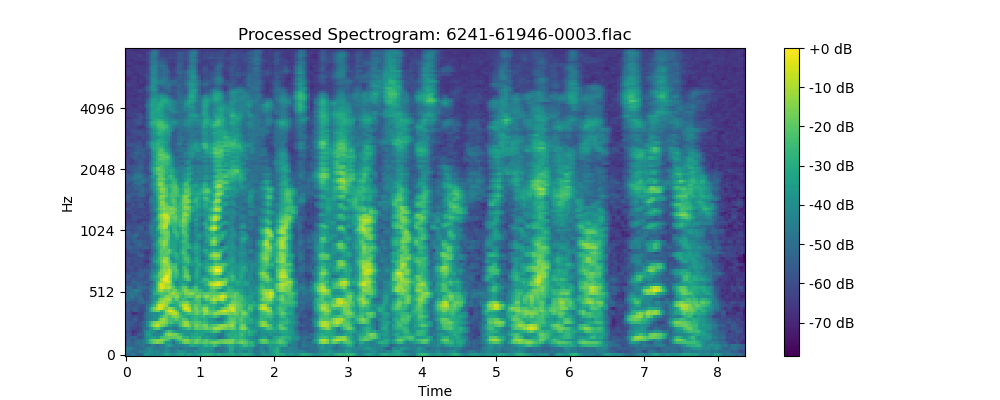 Processed Spectrogram: 6241-61946-0003.flac
Hz
4096
2048
1024
512
0
0 1 2 3 4 5 6 7 8
Time
+0 dB
-10 dB
-20 dB
-30 dB
-40 dB
-50 dB
-60 dB
-70 dB